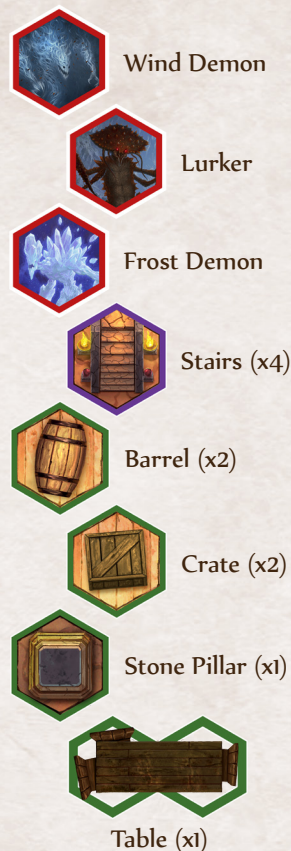 Wind Demon
Lurker
Frost Demon
Stairs (x4)
Barrel (x2)
Crate (x2)
Stone Pillar (x1)
Table (x1)